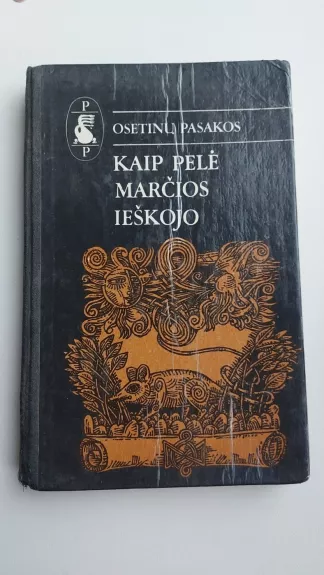 P
P
OSETINŲ PASAKOS
KAIP PELĖ
MARČIOS
IEŠKOJO